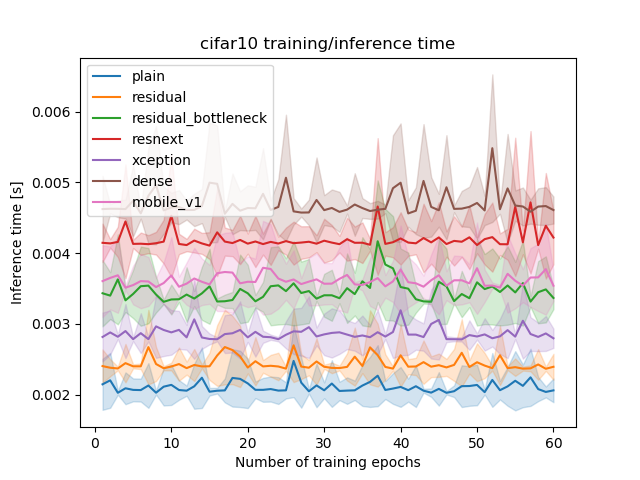 cifar10 training/inference time
plain
residual
residual_bottleneck
resnext
xception
dense
mobile_v1
0.006
0.005
0.004
0.003
0.002
Inference time [s]
0 10 20 30 40 50 60
Number of training epochs